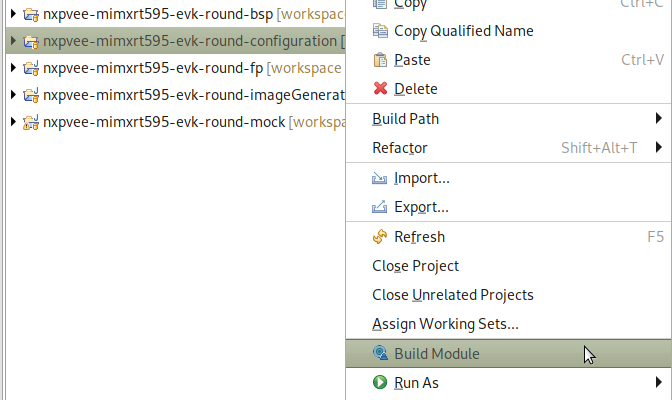 nxpvee-mimxrt595-evk-round-bsp [workspace
nxpvee-mimxrt595-evk-round-configuration [
nxpvee-mimxrt595-evk-round-fp [workspace
nxpvee-mimxrt595-evk-round-imageGenerat
nxpvee-mimxrt595-evk-round-mock [workspa
Copy Ctrl+C
Copy Qualified Name
Paste Ctrl+V
Delete
Build Path
Refactor Shift+Alt+T
Import...
Export...
Refresh F5
Close Project
Close Unrelated Projects
Assign Working Sets...
Build Module
Run As